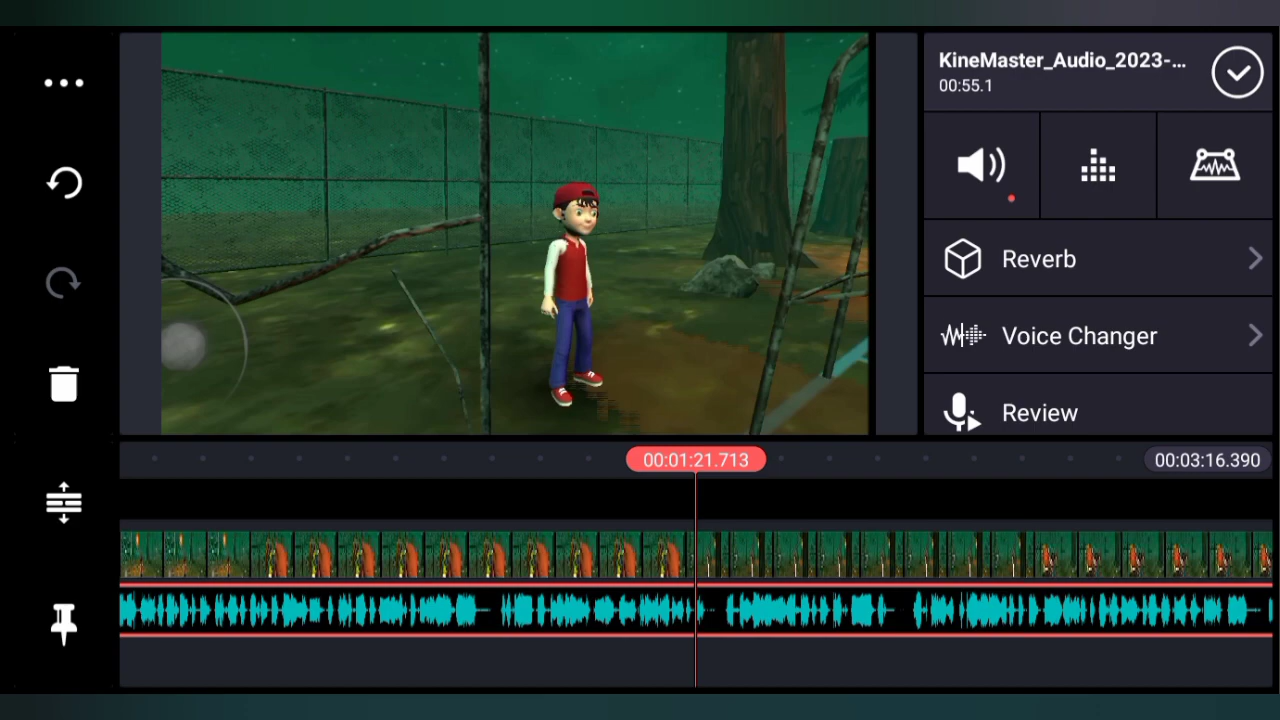 KineMaster_Audio_2023-...
00:55.1
Reverb
Voice Changer
Review
00:01:21.713
00:03:16.390